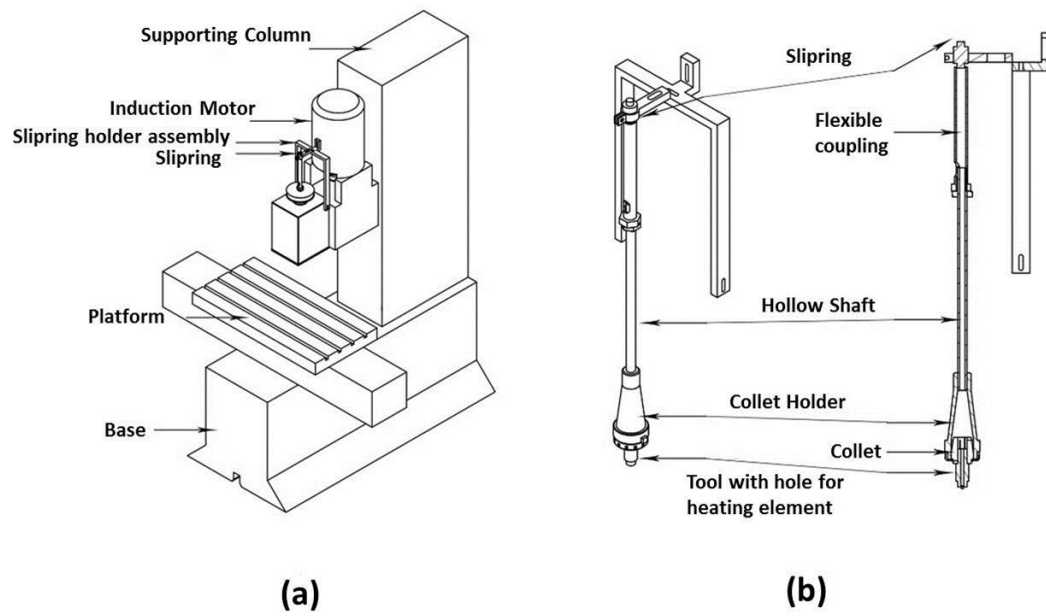 Supporting Column
Induction Motor
Slipring holder assembly
Slipring
Platform
Base
(a)
Slipring
Flexible
coupling
Hollow Shaft
Collet Holder
Collet
Tool with hole for
heating element
(b)